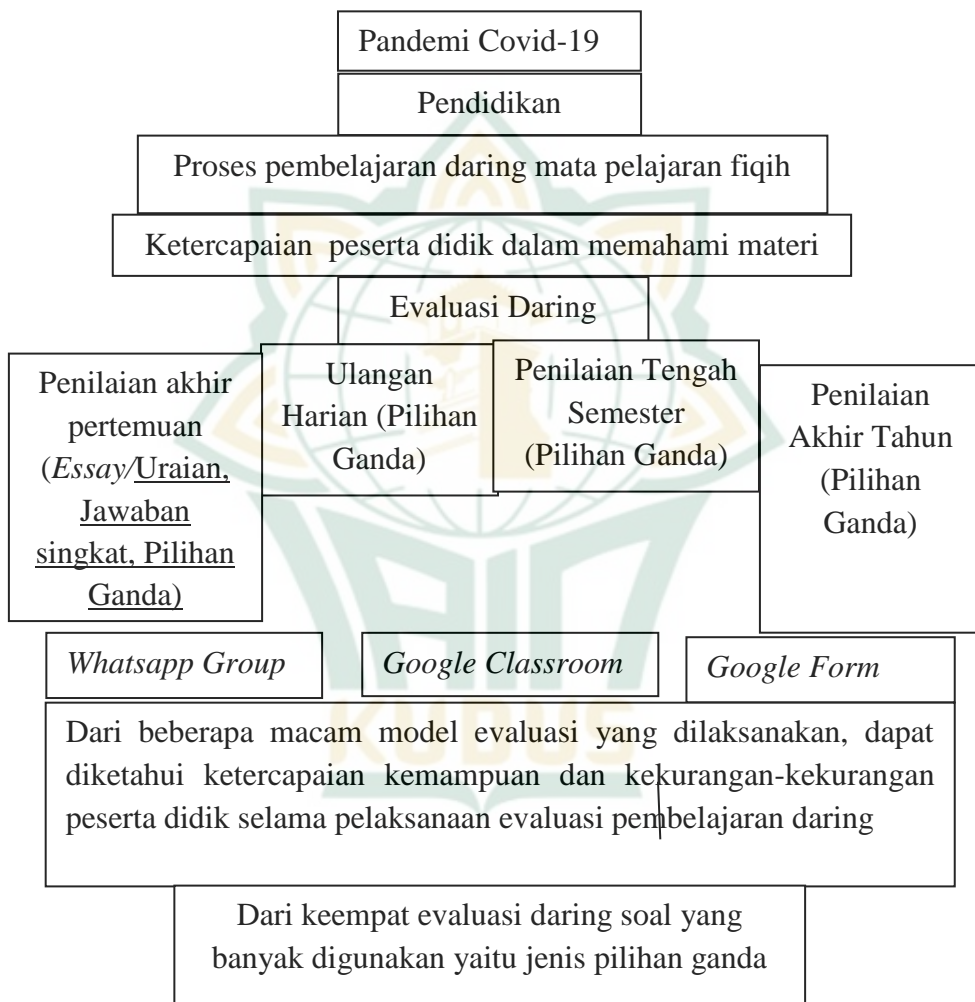 Pandemi Covid-19
Pendidikan
Proses pembelajaran daring mata pelajaran fiqih
Ketercapaian peserta didik dalam memahami materi
Evaluasi Daring
Penilaian akhir
pertemuan
(Essay/Uraian,
Jawaban
singkat, Pilihan
Ganda)
Ulangan
Harian (Pilihan
Ganda)
Penilaian Tengah
Semester
(Pilihan Ganda)
Penilaian
Akhir Tahun
(Pilihan
Ganda)
Whatsapp Group
Google Classroom
Google Form
Dari beberapa macam model evaluasi yang dilaksanakan, dapat
diketahui ketercapaian kemampuan dan kekurangan-kekurangan
peserta didik selama pelaksanaan evaluasi pembelajaran daring
Dari keempat evaluasi daring soal yang
banyak digunakan yaitu jenis pilihan ganda
IAIN
KUDUS